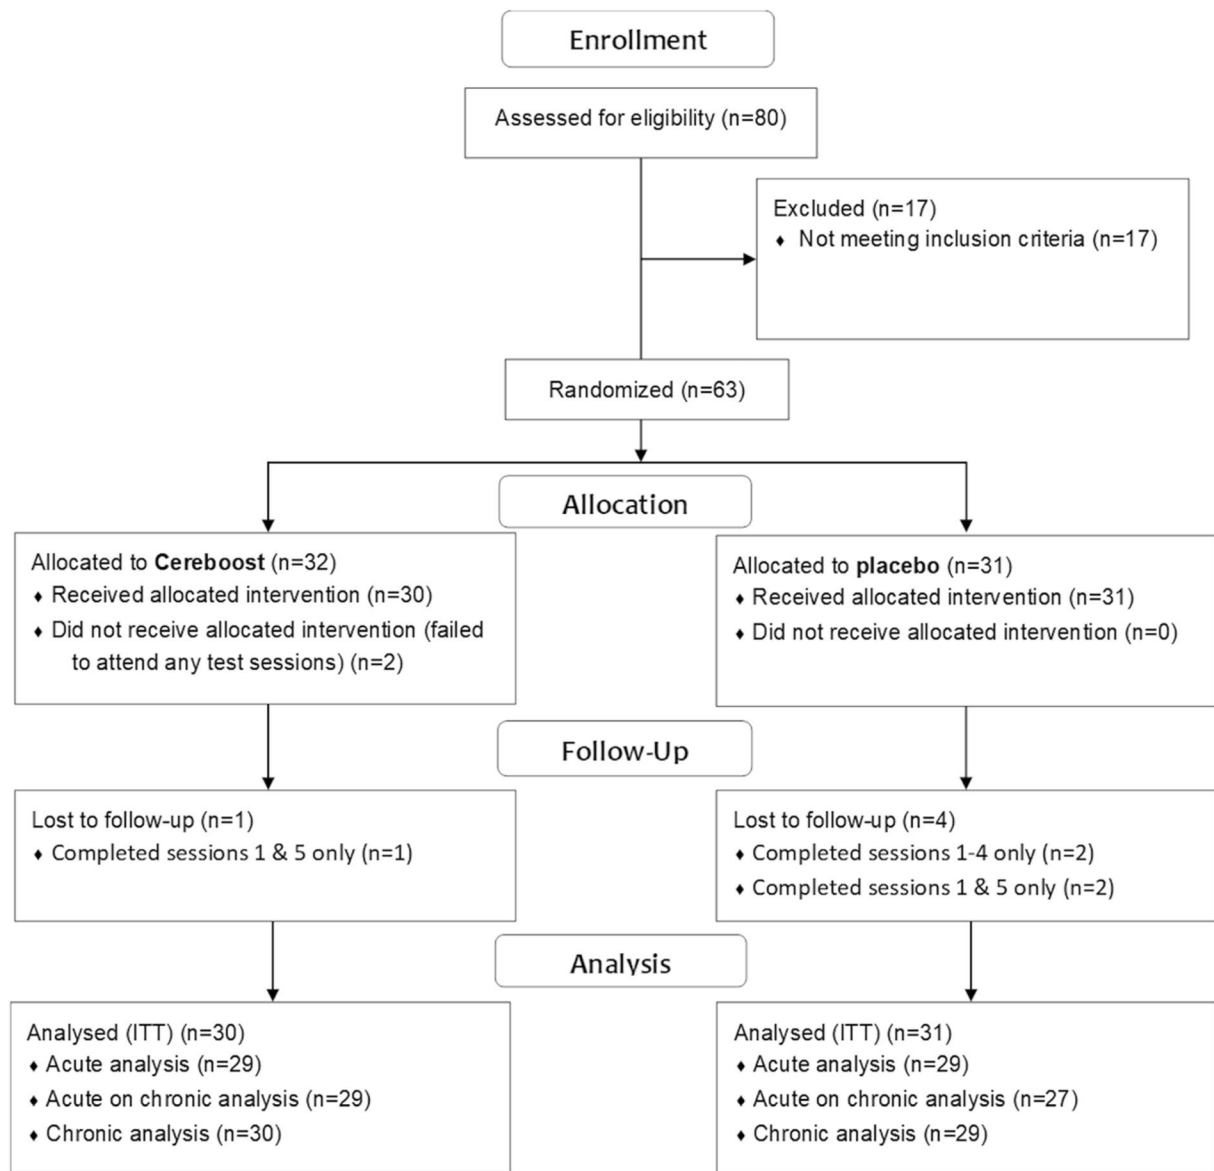 Enrollment
Assessed for eligibility (n=80)
Excluded (n=17)
♦ Not meeting inclusion criteria (n=17)
Randomized (n=63)
Allocation
Allocated to Cereboost (n=32)
♦ Received allocated intervention (n=30)
♦ Did not receive allocated intervention (failed
to attend any test sessions) (n=2)
Allocated to placebo (n=31)
♦ Received allocated intervention (n=31)
♦ Did not receive allocated intervention (n=0)
Follow-Up
Lost to follow-up (n=1)
♦ Completed sessions 1 & 5 only (n=1)
Lost to follow-up (n=4)
♦ Completed sessions 1-4 only (n=2)
♦ Completed sessions 1 & 5 only (n=2)
Analysis
Analysed (ITT) (n=30)
♦ Acute analysis (n=29)
♦ Acute on chronic analysis (n=29)
♦ Chronic analysis (n=30)
Analysed (ITT) (n=31)
♦ Acute analysis (n=29)
♦ Acute on chronic analysis (n=27)
♦ Chronic analysis (n=29)